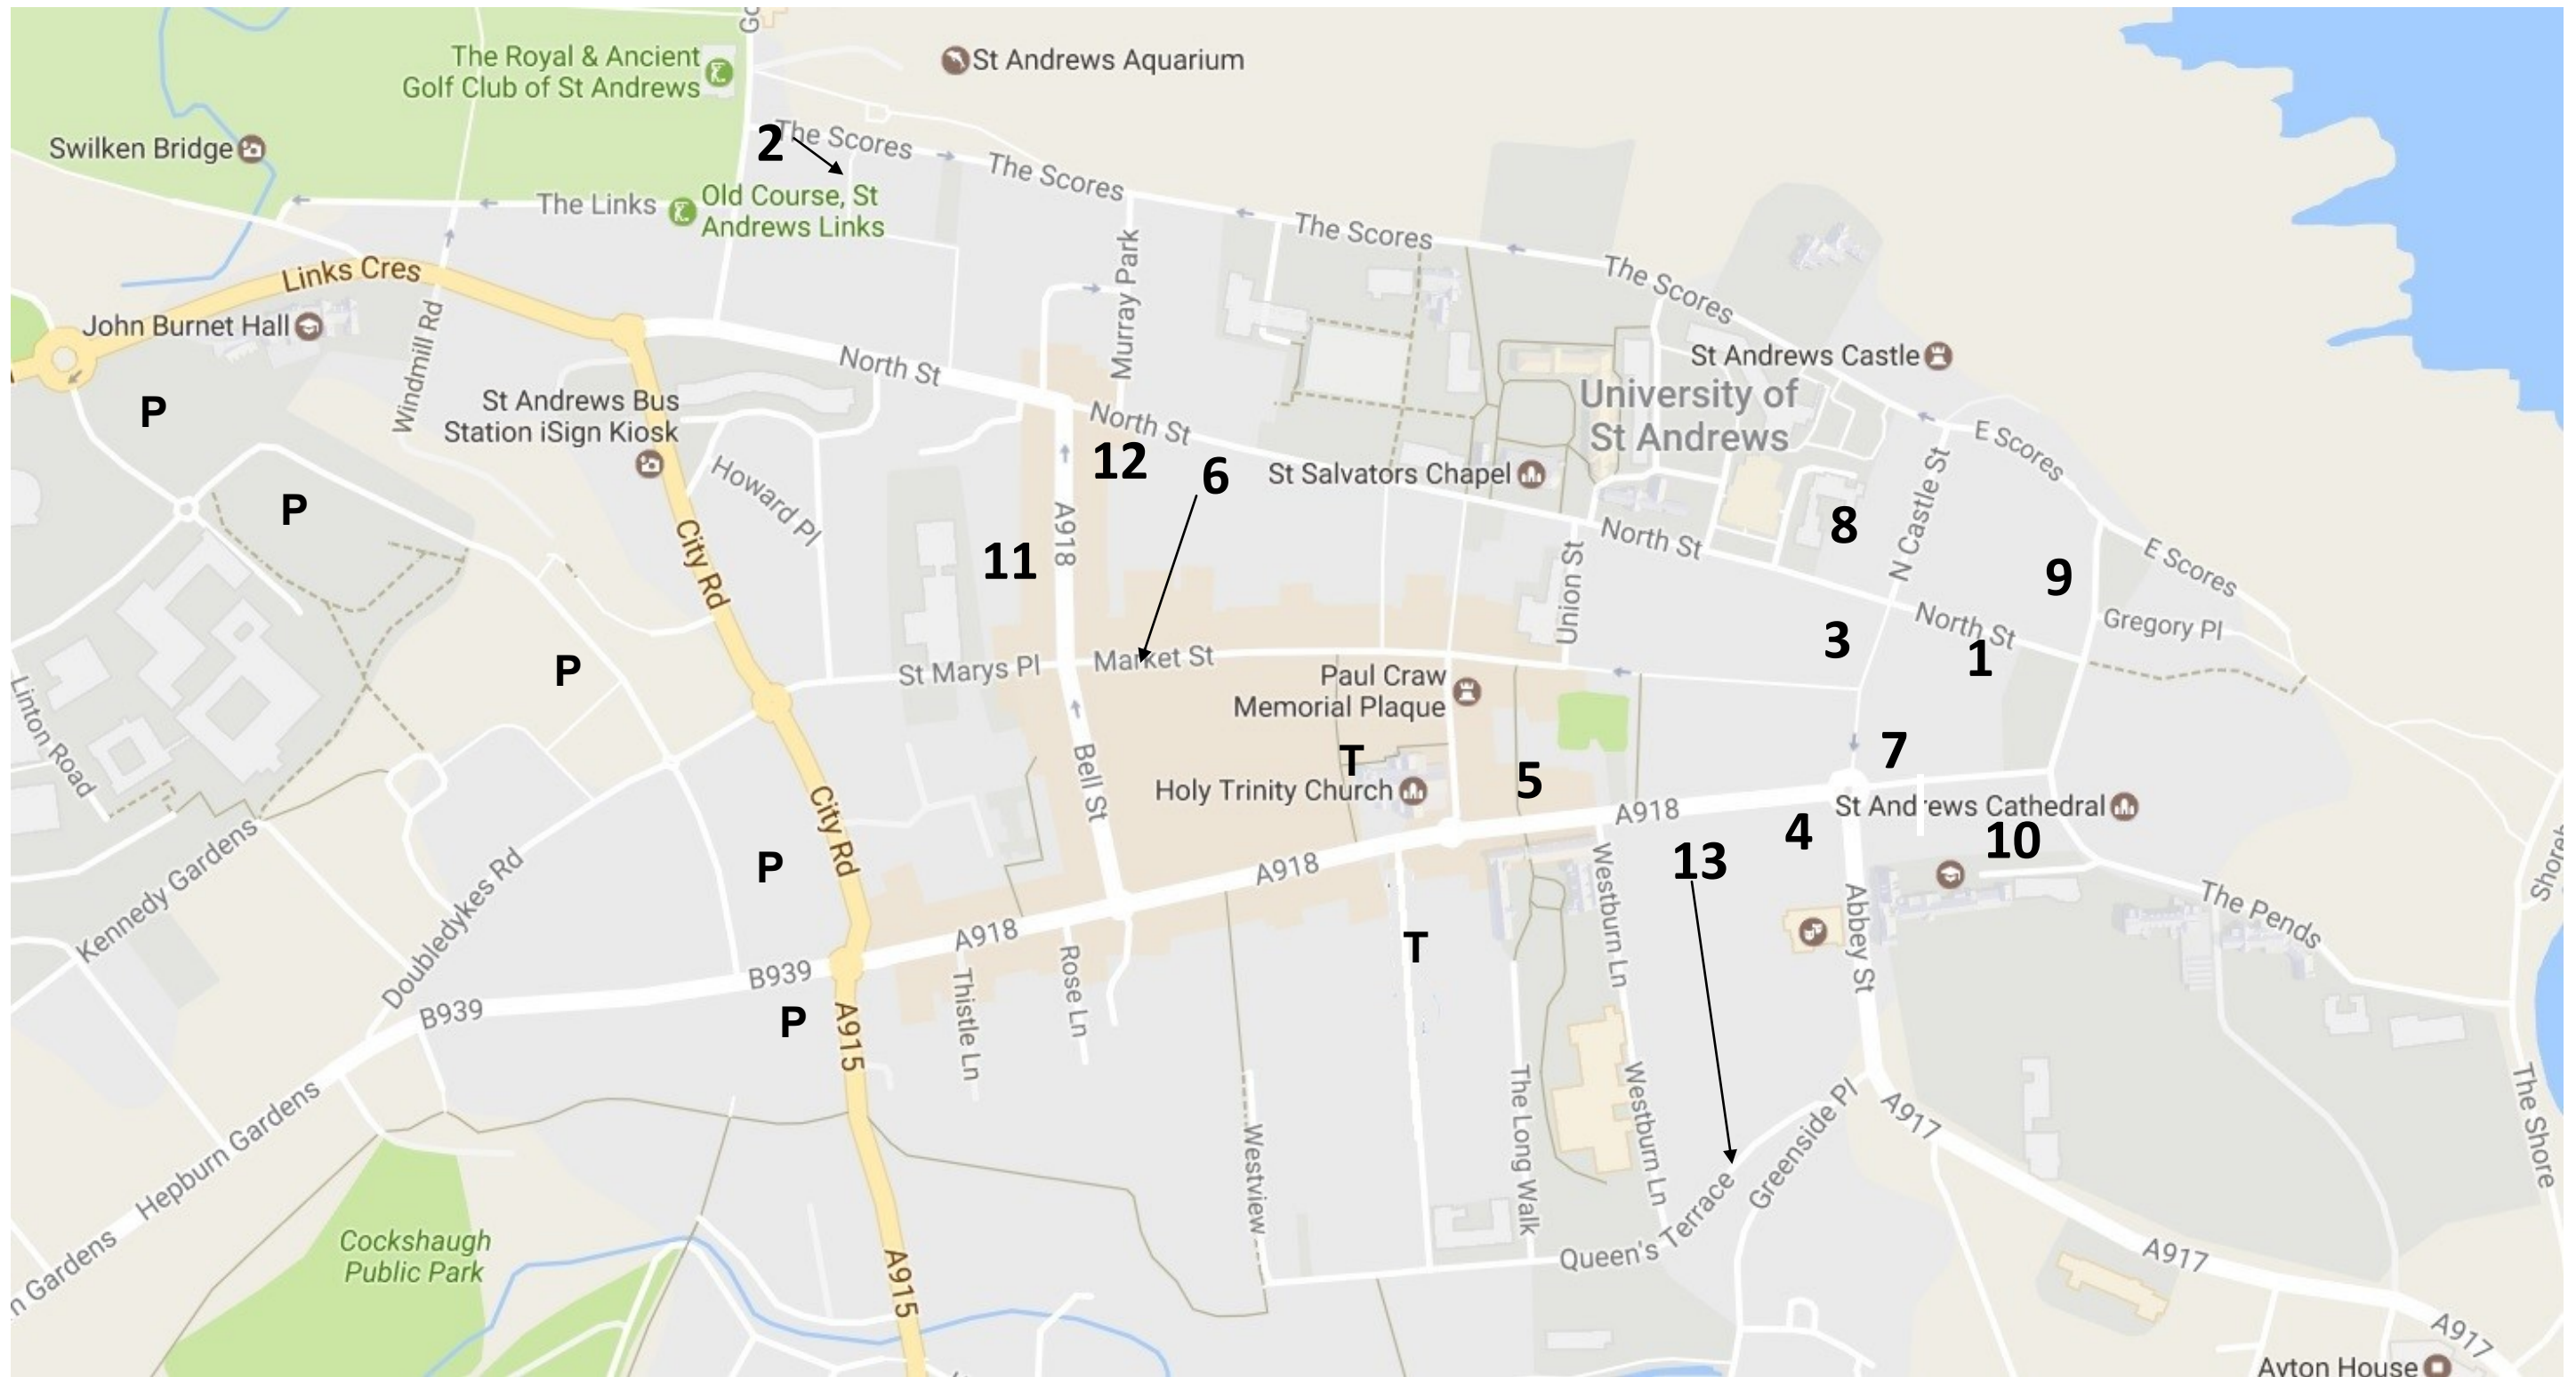 Go
The Royal & Ancient
Golf Club of St Andrews
St Andrews Aquarium
Swilken Bridge
2
The Scores
The Scores
The Links
Old Course, St
Andrews Links
The Scores
The Scores
Links Cres
John Burnet Hall
Windmill Rd
Murray Park
North St
St Andrews Castle
University of
St Andrews
P
St Andrews Bus
Station iSign Kiosk
North St
12
6
St Salvators Chapel
E Scores
N Castle St
P
Howard Pl
City Rd
A918
11
North St
8
Union St
9
E Scores
Gregory Pl
North St
3
1
P
St Marys Pl
Market St
Paul Craw
Memorial Plaque
Linton Road
7
T
5
Holy Trinity Church
Bell St
City Rd
A918
St Andrews Cathedral
4
10
13
P
A918
Kennedy Gardens
Doubledykes Rd
Westburn Ln
Abbey St
The Pends
Shore
A918
T
B939
B939
Thistle Ln
Rose Ln
P
A915
Hepburn Gardens
The Long Walk
Westburn Ln
Westview
Greenside Pl
A917
The Shore
Queen's Terrace
Cockshaugh
Public Park
n Gardens
A915
A917
A917
Ayton House